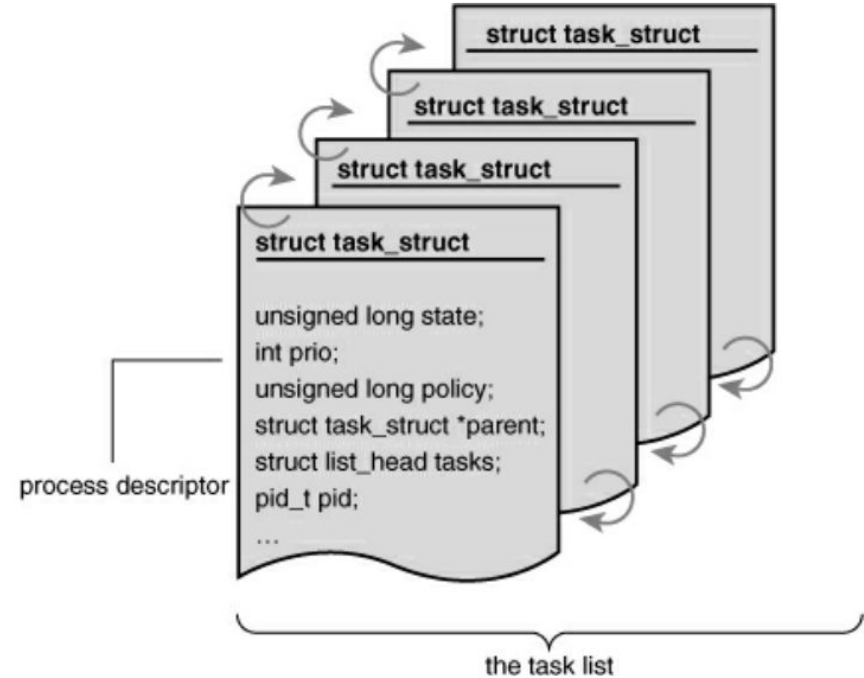 struct task_struct
struct task_struct
struct task_struct
struct task_struct
unsigned long state;
int prio;
unsigned long policy;
struct task_struct *parent;
struct list_head tasks;
pid_t pid;
...
process descriptor
the task list